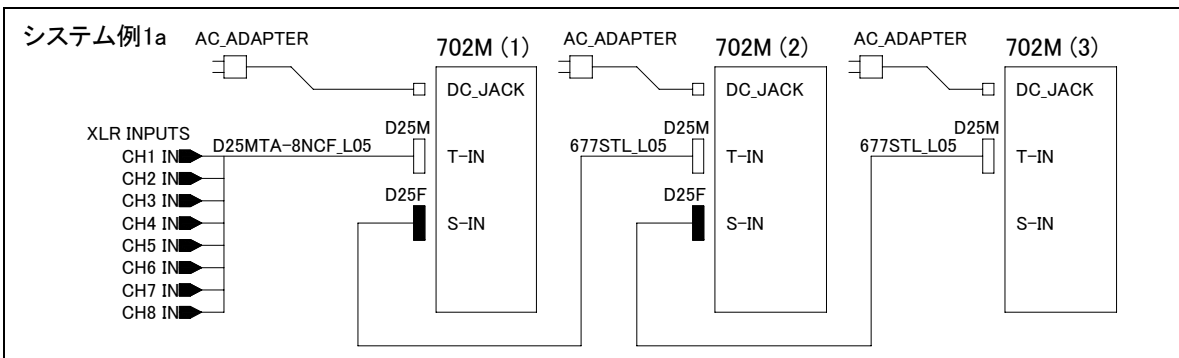 システム例1a
AC_ADAPTER
702M (1)
AC_ADAPTER
702M (2)
AC_ADAPTER
702M (3)
DC_JACK
DC_JACK
DC_JACK
XLR INPUTS
D25MTA-8NCF_L05
D25M
677STL_L05
D25M
677STL_L05
D25M
CH1 IN
T-IN
T-IN
T-IN
CH2 IN
CH3 IN
D25F
D25F
CH4 IN
S-IN
S-IN
S-IN
CH5 IN
CH6 IN
CH7 IN
CH8 IN